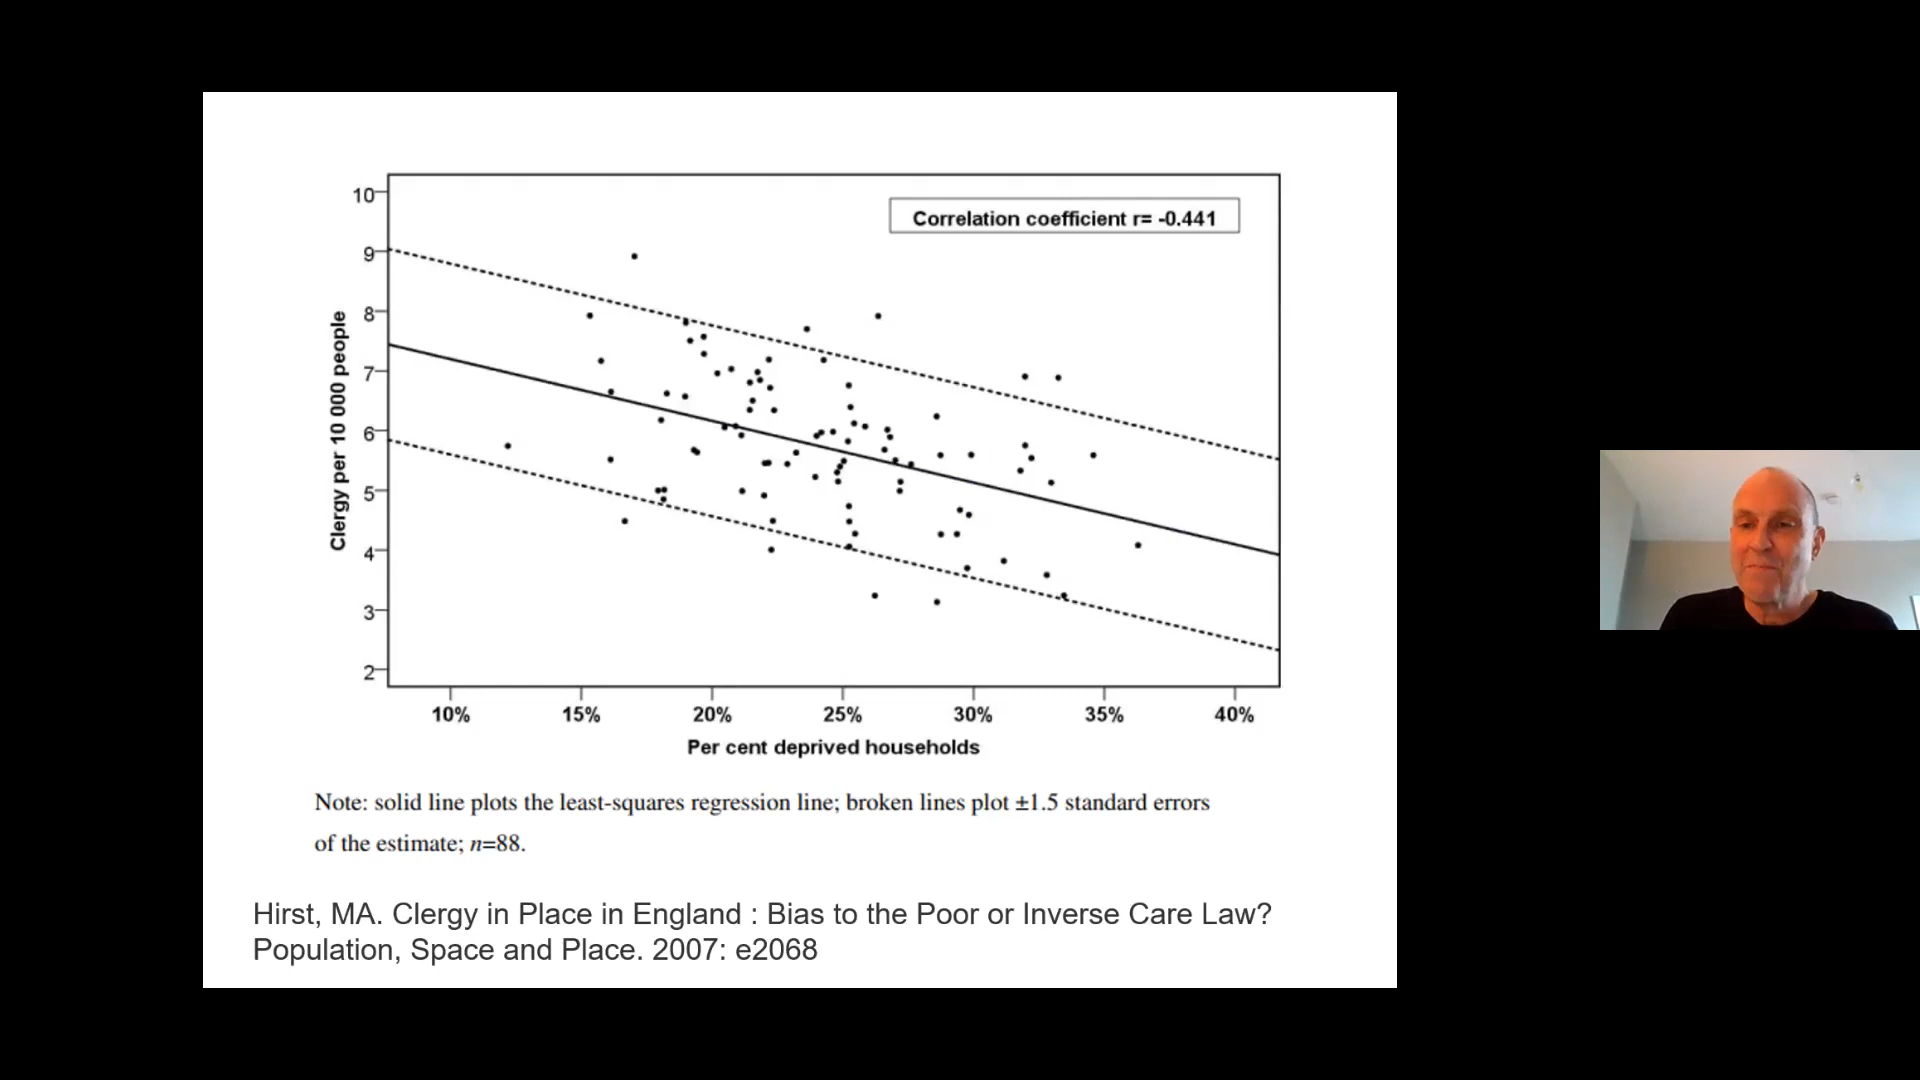 Correlation coefficient r= -0.441
Clergy per 10 000 people
10
9
8
7
6
5
4
3
2
10% 15% 20% 25% 30% 35% 40%
Per cent deprived households
Note: solid line plots the least-squares regression line; broken lines plot ±1.5 standard errors
of the estimate; n=88.
Hirst, MA. Clergy in Place in England : Bias to the Poor or Inverse Care Law?
Population, Space and Place. 2007: e2068